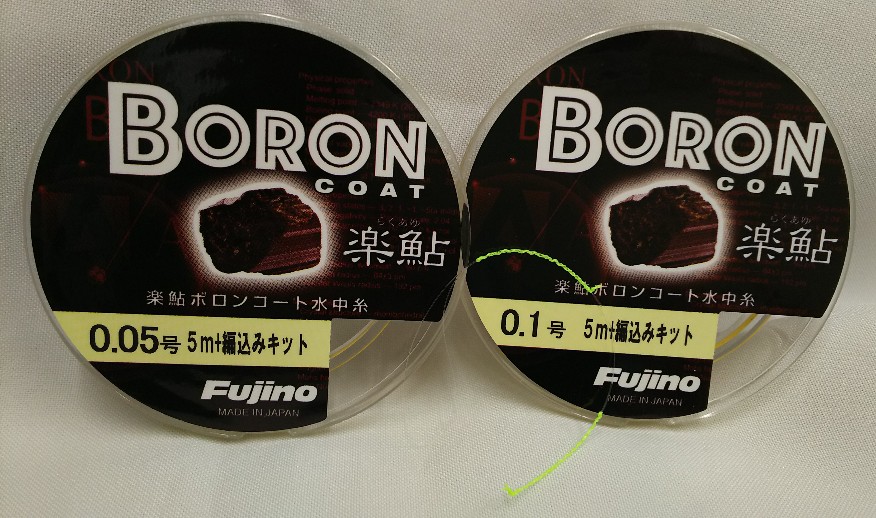 BORON
COAT
らくあゆ
楽鮎
楽鮎ボロンコート水中糸
0.05号 5m+編込みキット
Fujino
MADE IN JAPAN
BORON
COAT
らくあゆ
楽鮎
楽鮎ボロンコート水中糸
0.1号 5m+編込みキット
Fujino
MADE IN JAPAN